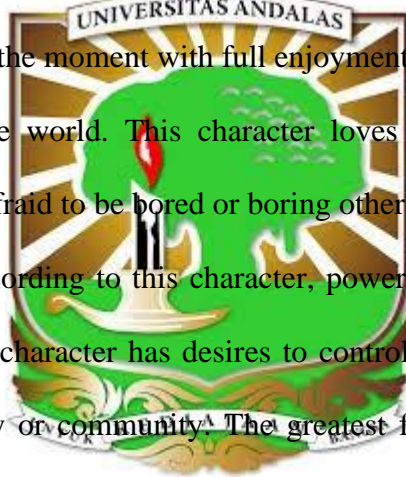 UNIVERSITAS ANDALAS
the moment with full enjoyment
e world. This character loves
fraid to be bored or boring other
cording to this character, power
character has desires to control
y or community. The greatest f